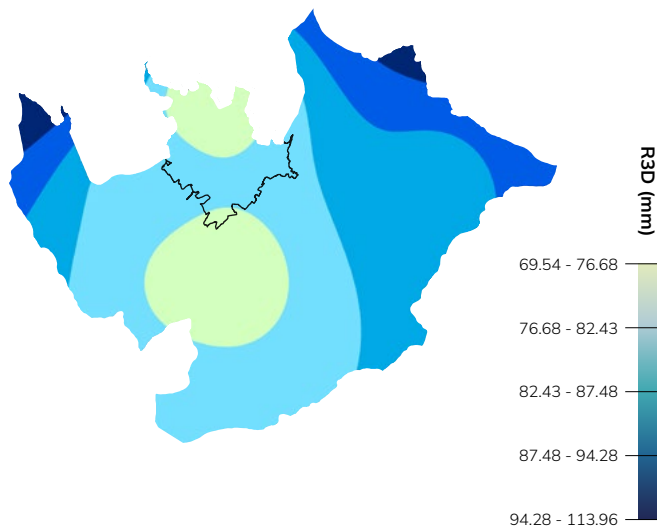 R3D (mm)
69.54 - 76.68
76.68 - 82.43
82.43 - 87.48
87.48 - 94.28
94.28 - 113.96